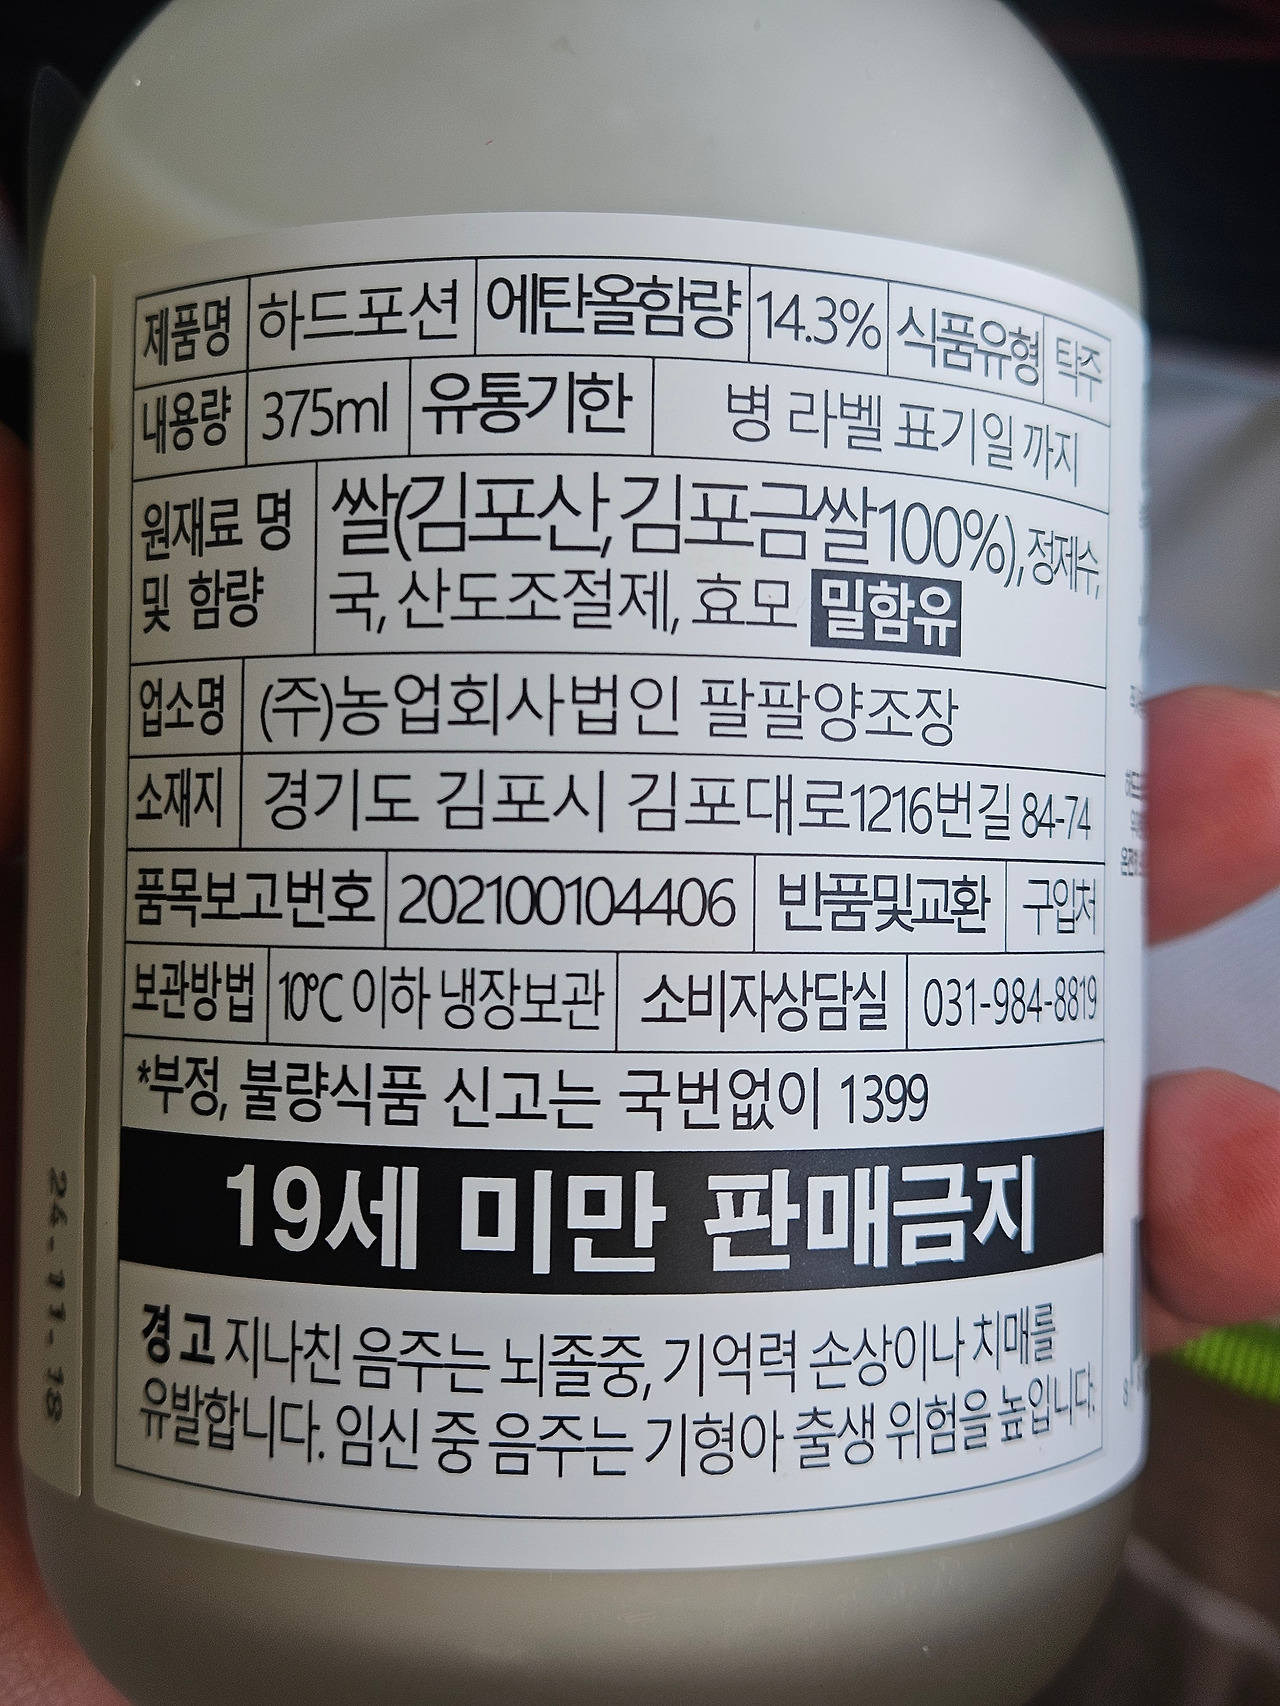 제품명 하드포션 에탄올함량 14.3% 식품유형 탁주
내용량 375ml 유통기한 병 라벨 표기일 까지
원재료 명 및 함량 쌀(김포산, 김포금쌀100%), 정제수,
국, 산도조절제, 효모 밀함유
업소명 (주)농업회사법인 팔팔양조장
소재지 경기도 김포시 김포대로1216번길 84-74
품목보고번호 202100104406 반품및교환 구입처
보관방법 10℃ 이하 냉장보관 소비자상담실 031-984-8819
*부정, 불량식품 신고는 국번없이 1399
19세 미만 판매금지
경고 지나친 음주는 뇌졸중, 기억력 손상이나 치매를
유발합니다. 임신 중 음주는 기형아 출생 위험을 높입니다.
24-11-18